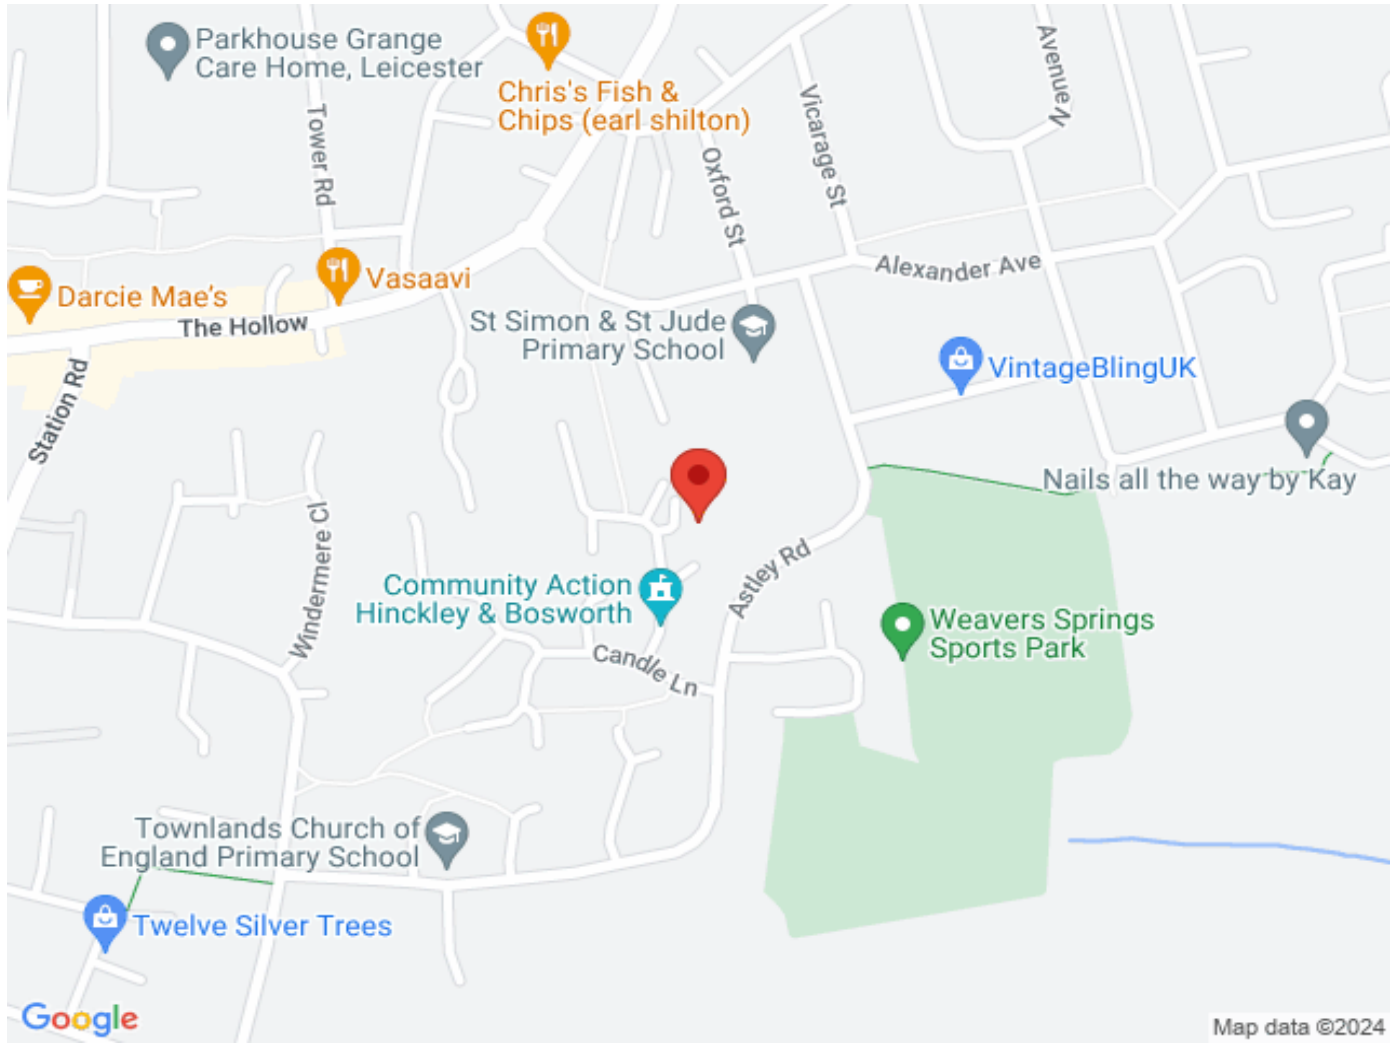 Parkhouse Grange
Care Home, Leicester
Chris's Fish &
Chips (earl shilton)
Avenue N
Tower Rd
Vicarage St
Oxford St
Alexander Ave
Vasaavi
Darcie Mae's
The Hollow
St Simon & St Jude
Primary School
VintageBlingUK
Station Rd
Nails all the way by Kay
Windermere Cl
Astley Rd
Community Action
Hinckley & Bosworth
Weavers Springs
Sports Park
Candle Ln
Townlands Church of
England Primary School
Twelve Silver Trees
Google
Map data ©2024